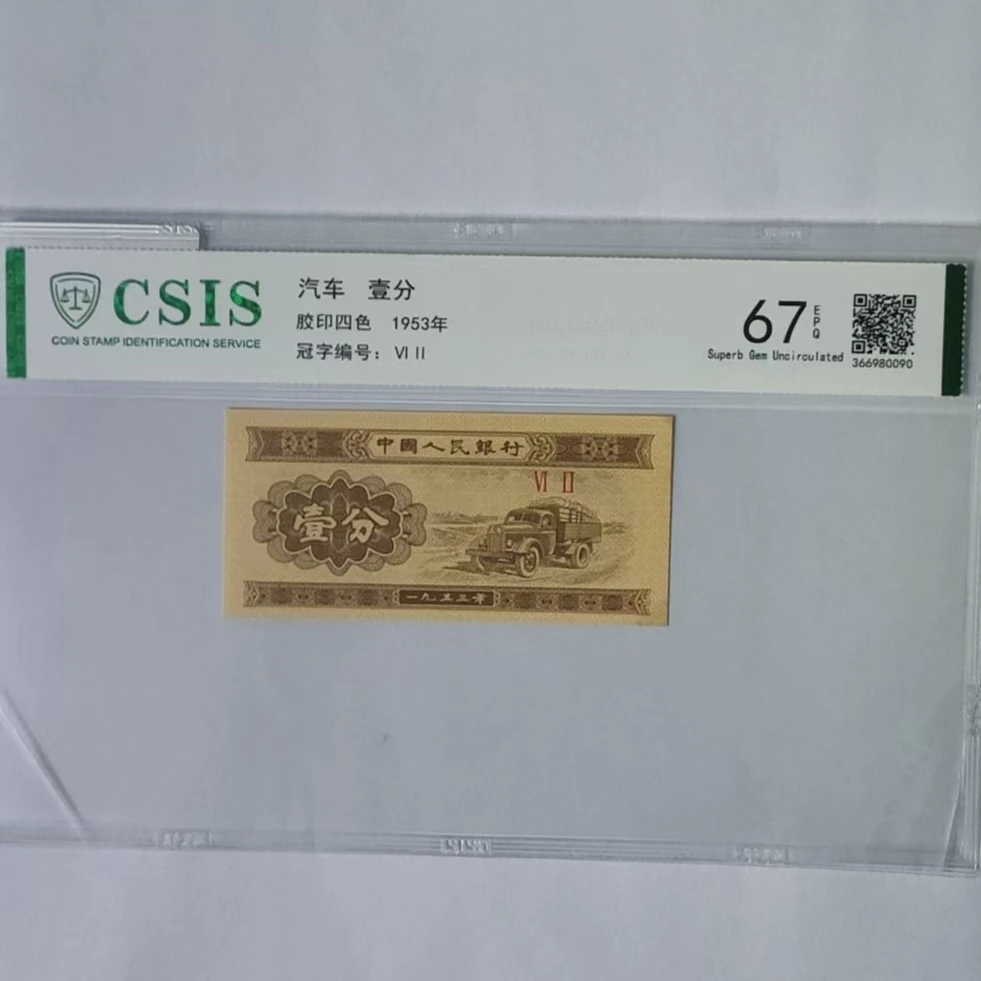 CSIS
COIN STAMP IDENTIFICATION SERVICE
汽车 壹分
胶印四色 1953年
冠字编号：VI II
67 EPQ
Superb Gem Uncirculated
366980090
中國人民銀行
VI II
壹分
一九五三年